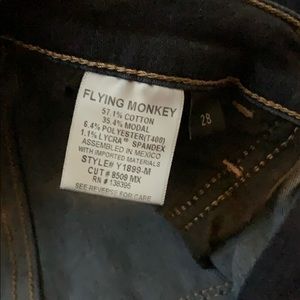 FLYING MONKEY
57.1% COTTON
35.4% MODAL
6.4% POLYESTER(T400)
1.1% LYCRA® SPANDEX
ASSEMBLED IN MEXICO
WITH IMPORTED MATERIALS
STYLE# Y1899-M
CUT # 8509 MX
RN # 138395
SEE REVERSE FOR CARE
28